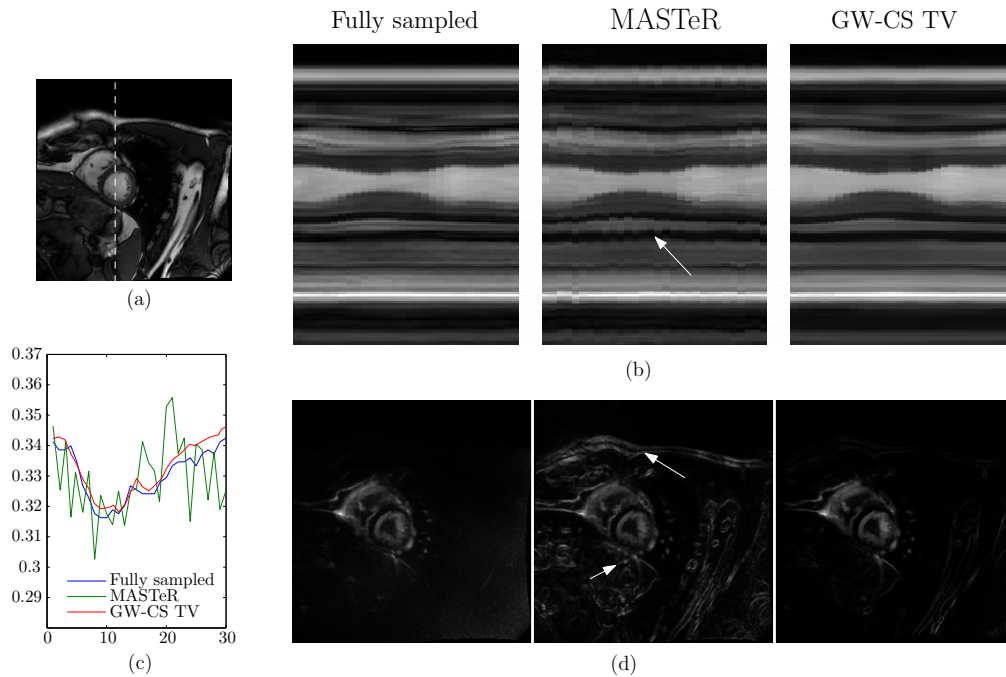 Fully sampled MASTeR GW-CS TV
(a)
(b)
0.37
0.36
0.35
0.34
0.33
0.32
0.31
0.3
0.29
Fully sampled
MASTeR
GW-CS TV
0 10 20 30
(c)
(d)